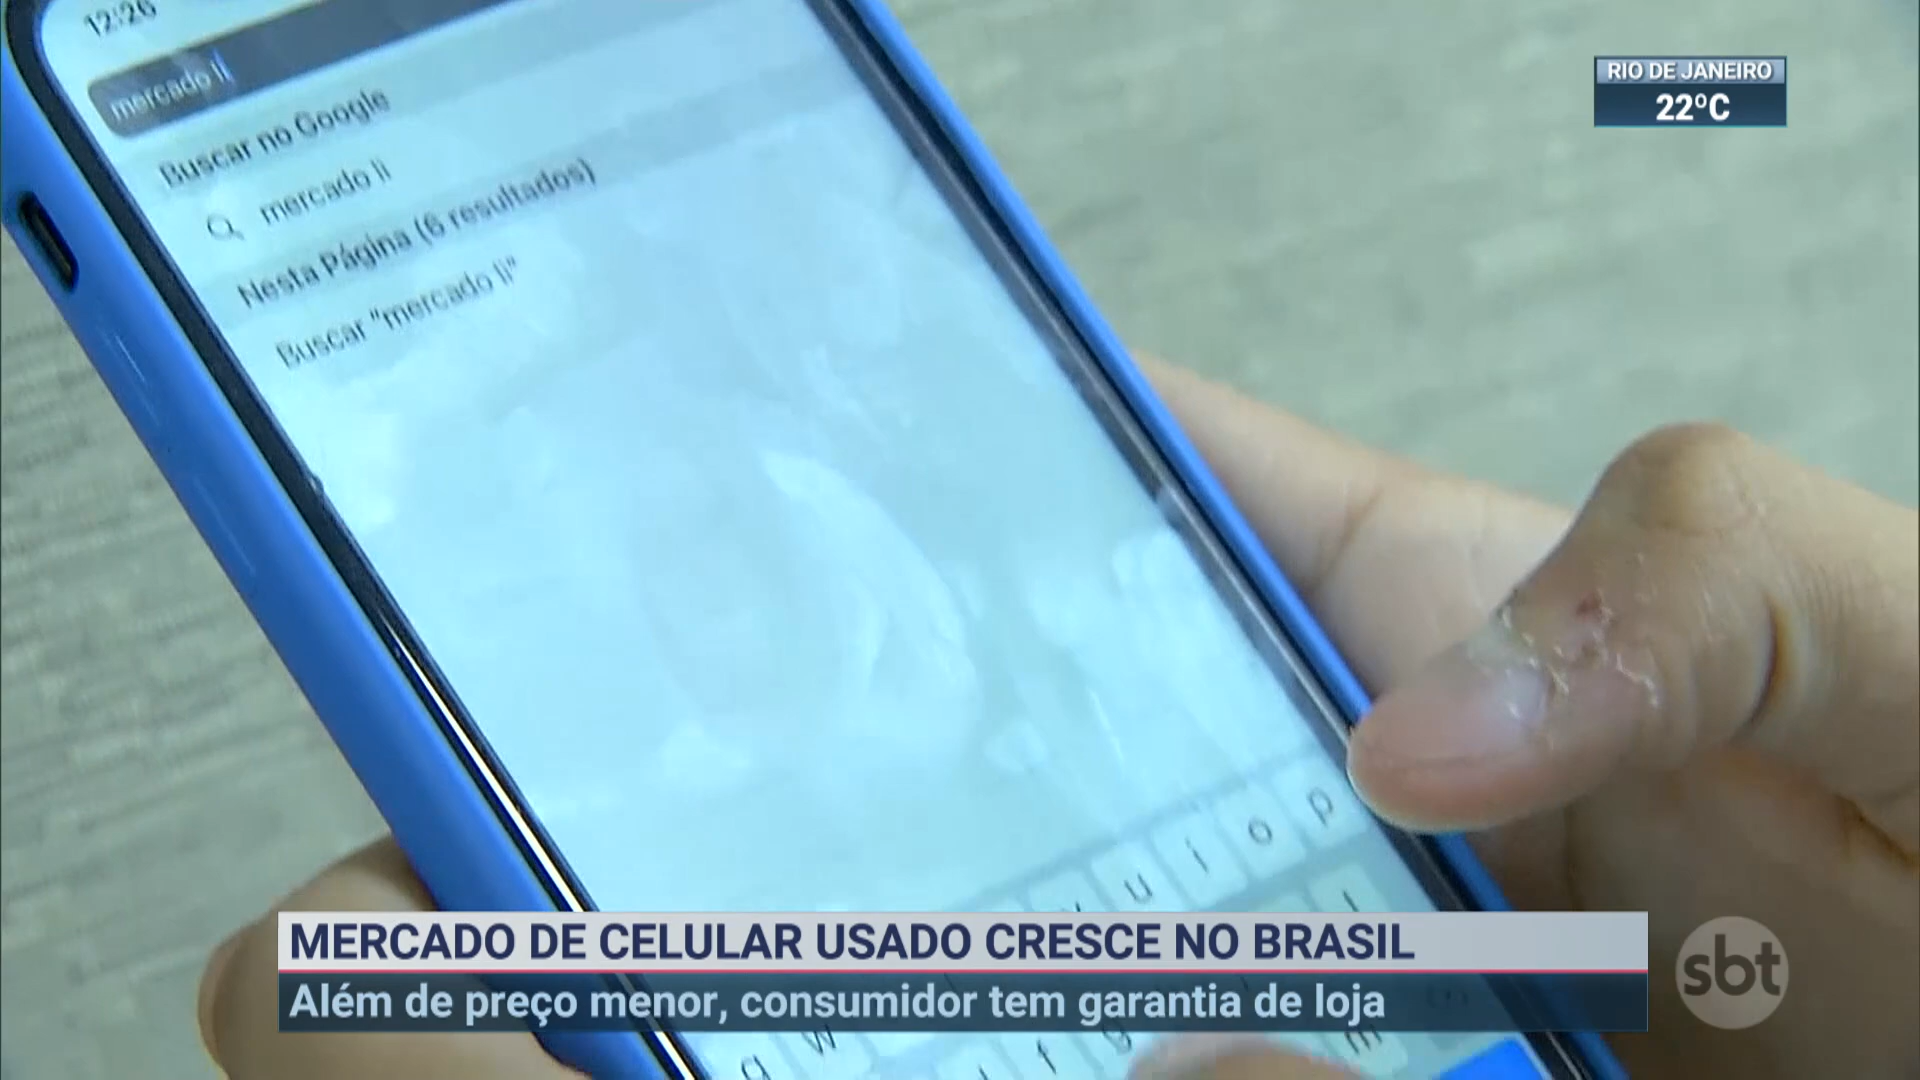 12:26
mercado li
Buscar no Google
mercado li
Nesta Página (6 resultados)
Buscar "mercado li"
RIO DE JANEIRO
22ºC
u i o p
l
MERCADO DE CELULAR USADO CRESCE NO BRASIL
Além de preço menor, consumidor tem garantia de loja
sbt
q w
f g
m